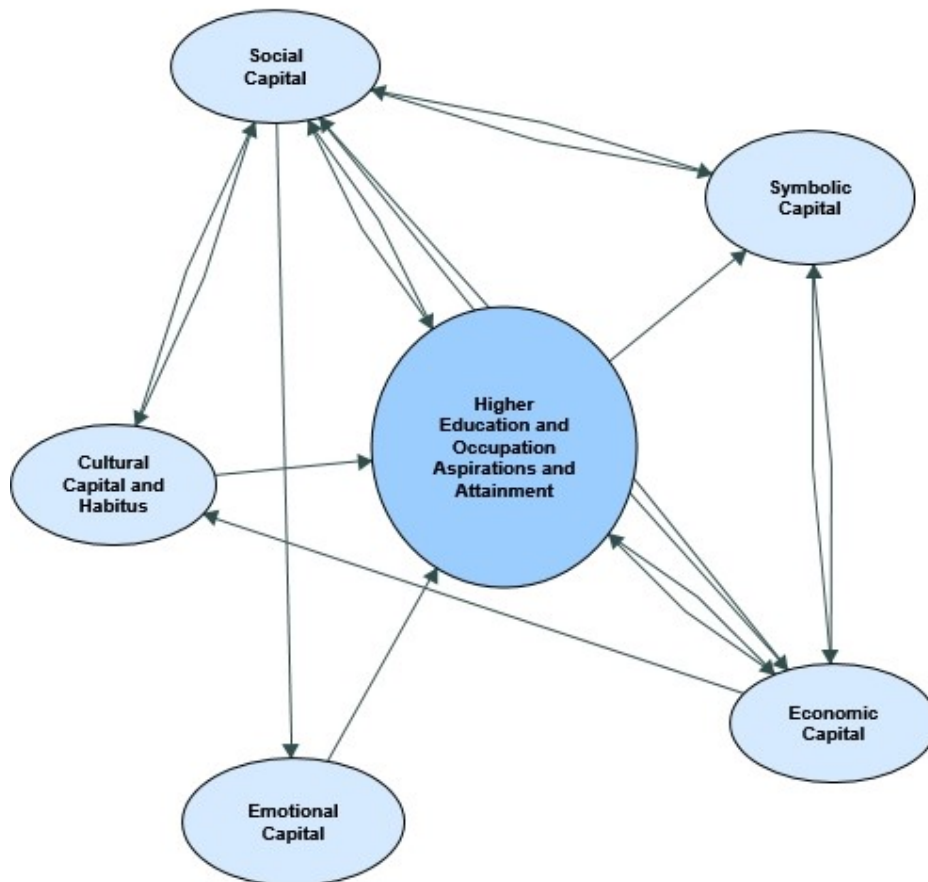 Social
Capital
Symbolic
Capital
Higher
Education and
Occupation
Aspirations and
Attainment
Cultural
Capital and
Habitus
Economic
Capital
Emotional
Capital